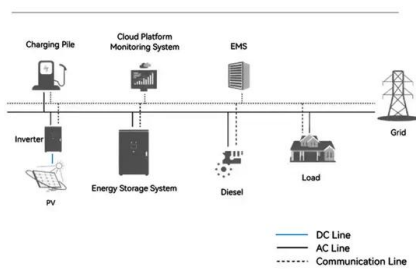 Charging Pile
Cloud Platform
Monitoring System
EMS
Grid
Inverter
PV
Energy Storage System
Diesel
Load
DC Line
AC Line
Communication Line